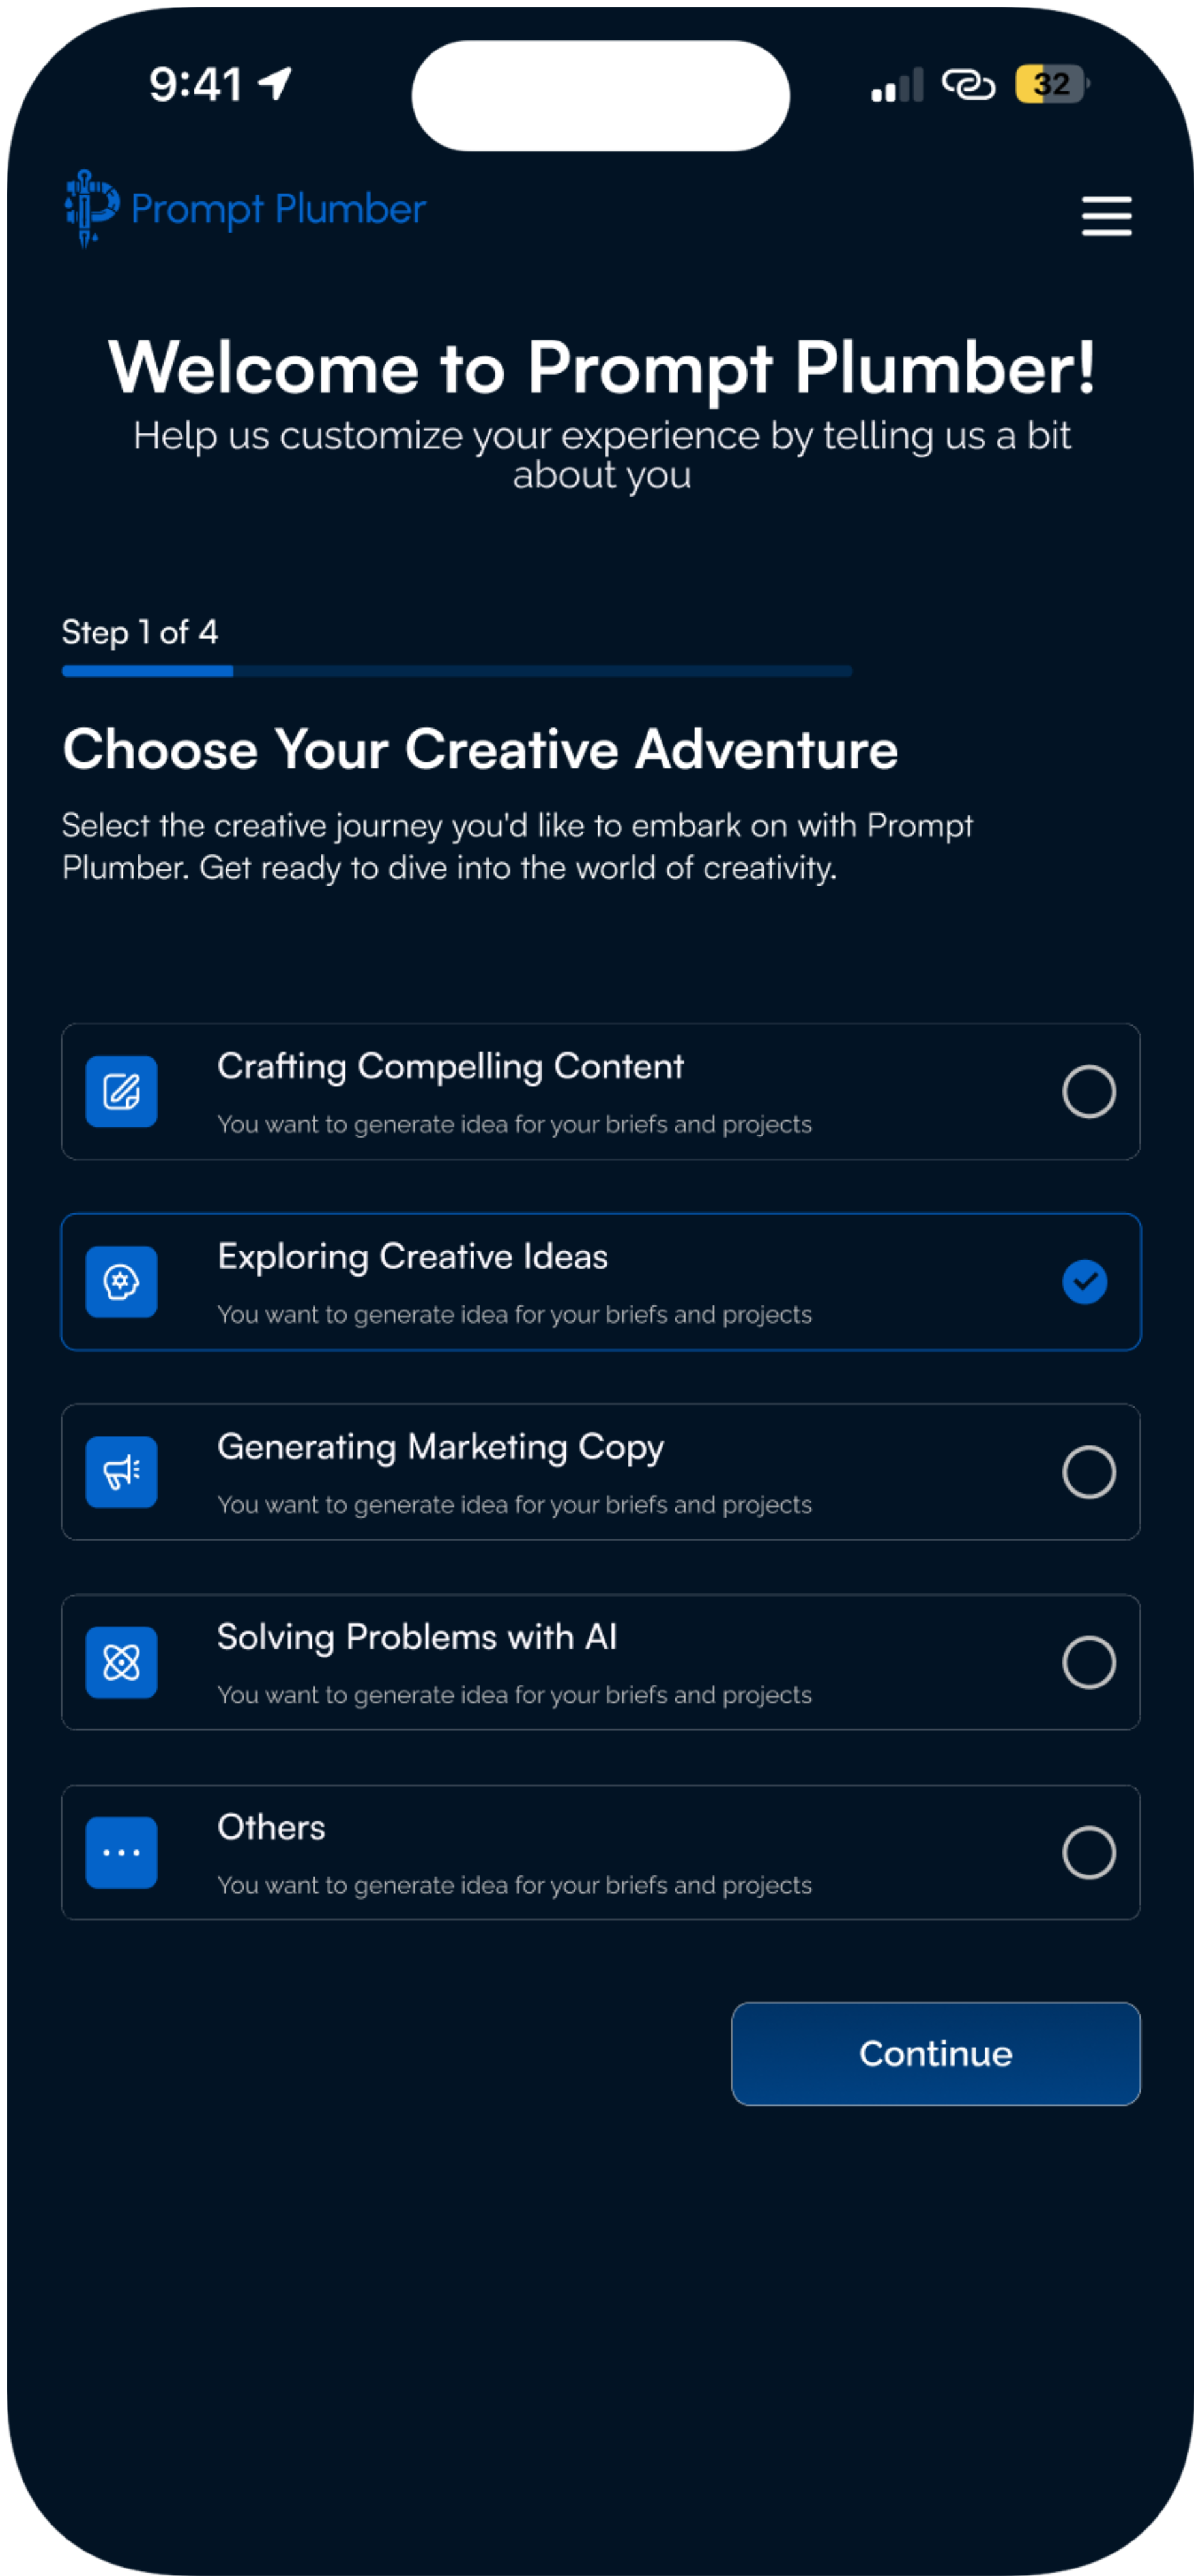 9:41
32
Prompt Plumber
Welcome to Prompt Plumber!
Help us customize your experience by telling us a bit
about you
Step 1 of 4
Choose Your Creative Adventure
Select the creative journey you'd like to embark on with Prompt
Plumber. Get ready to dive into the world of creativity.
Crafting Compelling Content
You want to generate idea for your briefs and projects
Exploring Creative Ideas
You want to generate idea for your briefs and projects
Generating Marketing Copy
You want to generate idea for your briefs and projects
Solving Problems with AI
You want to generate idea for your briefs and projects
Others
You want to generate idea for your briefs and projects
Continue